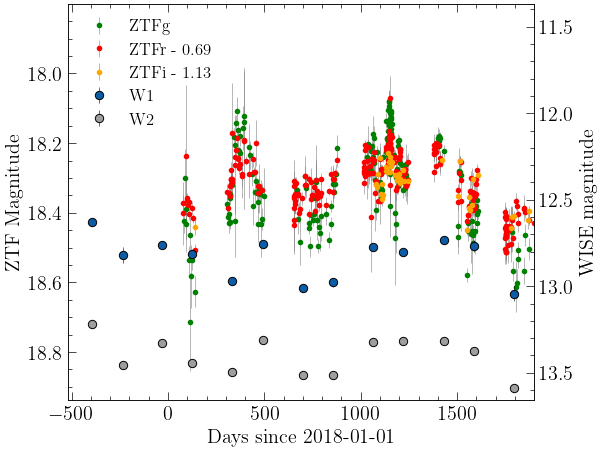 ZTFg
ZTFr - 0.69
ZTFi - 1.13
W1
W2
18.0
18.2
18.4
18.6
18.8
ZTF Magnitude
11.5
12.0
12.5
13.0
13.5
WISE magnitude
−500
0
500
1000
1500
Days since 2018-01-01